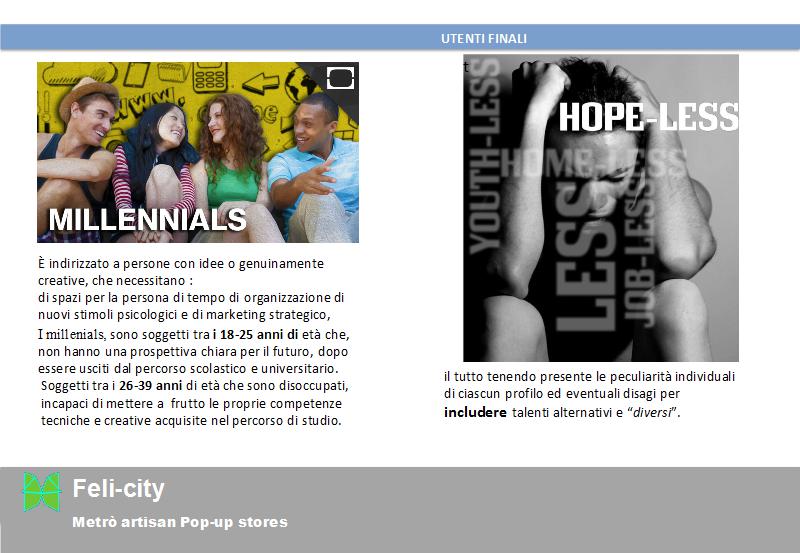 UTENTI FINALI
www.
MILLENNIALS
È indirizzato a persone con idee o genuinamente
creative, che necessitano :
di spazi per la persona di tempo di organizzazione di
nuovi stimoli psicologici e di marketing strategico,
I millenials, sono soggetti tra i 18-25 anni di età che,
non hanno una prospettiva chiara per il futuro, dopo
essere usciti dal percorso scolastico e universitario.
Soggetti tra i 26-39 anni di età che sono disoccupati,
incapaci di mettere a frutto le proprie competenze
tecniche e creative acquisite nel percorso di studio.
t
HOPE-LESS
YOUTH-LESS
HOME-LESS
LESS
JOB-LESS
il tutto tenendo presente le peculiarità individuali
di ciascun profilo ed eventuali disagi per
includere talenti alternativi e “diversi”.
Feli-city
Metrò artisan Pop-up stores